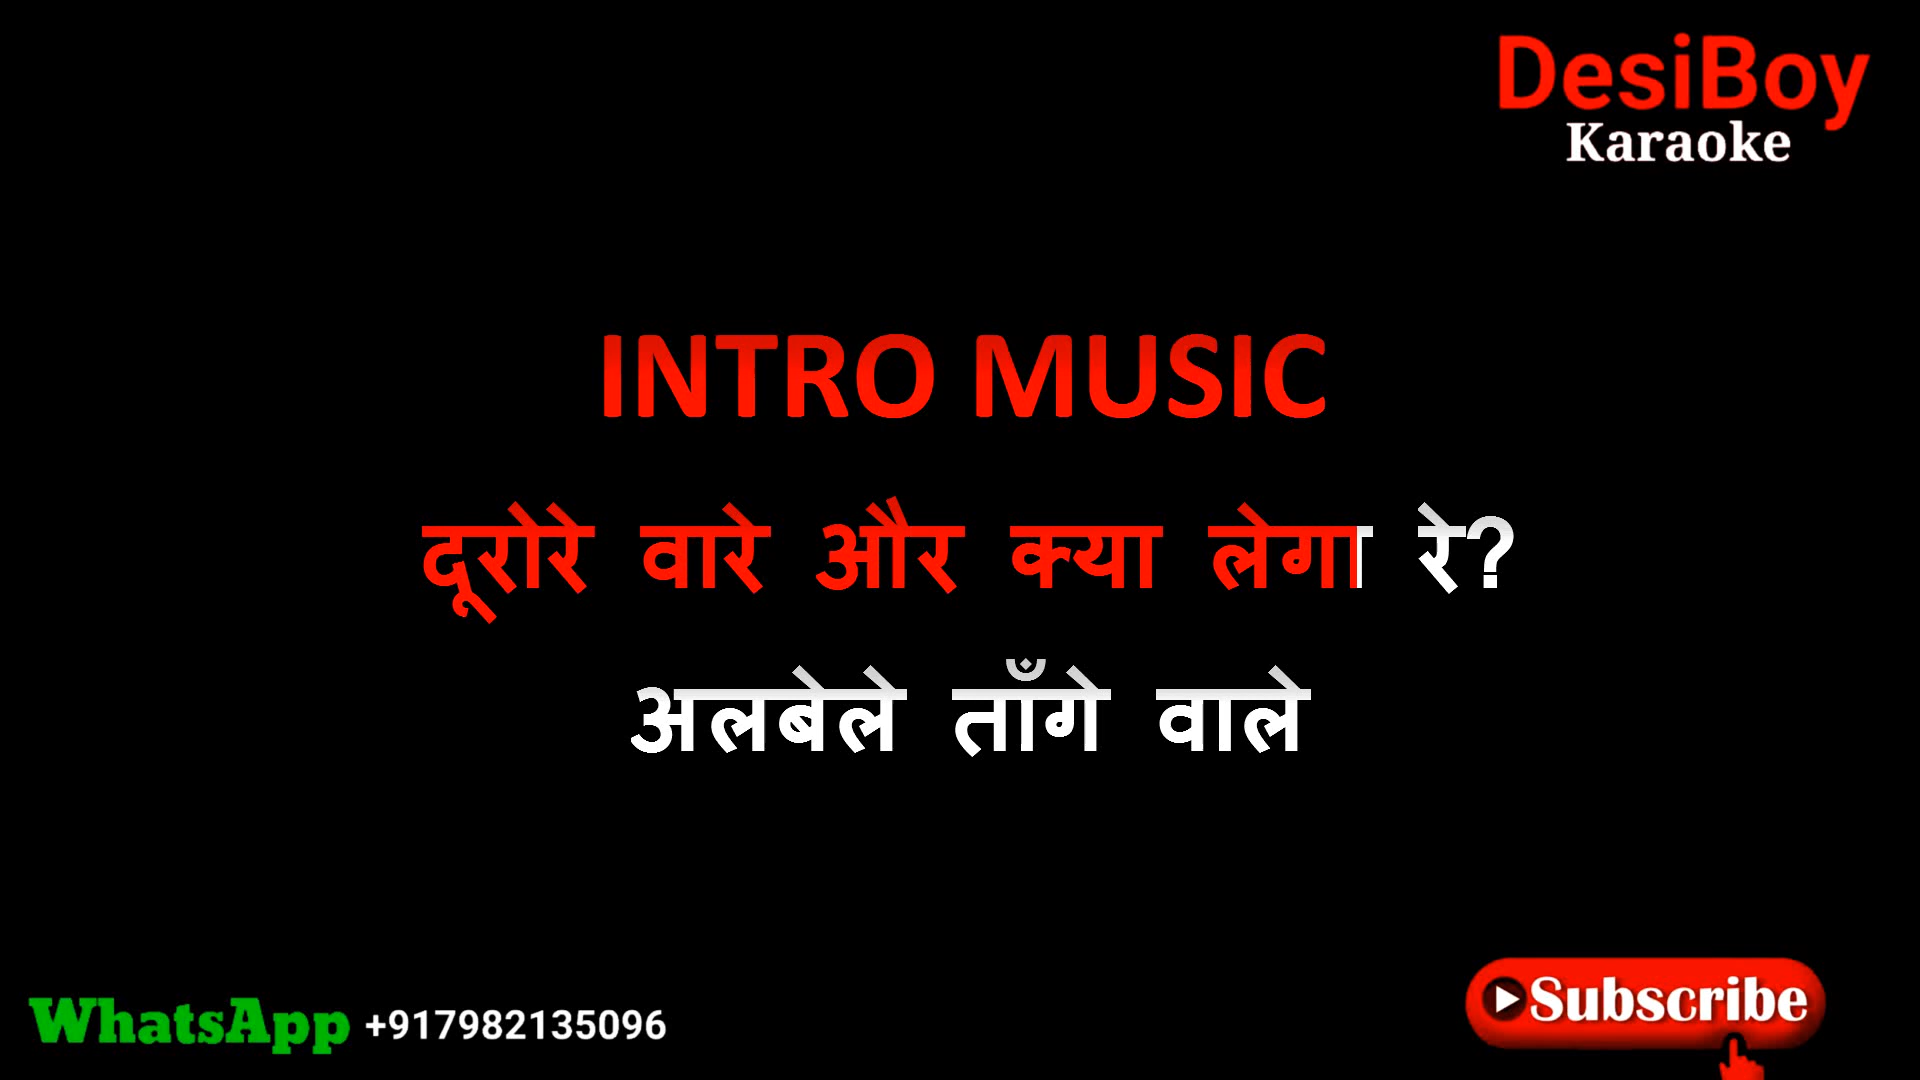 DesiBoy
Karaoke
INTRO MUSIC
दूरोरे वारे और क्या लेगा रे?
अलबेले ताँगे वाले
WhatsApp +917982135096
Subscribe